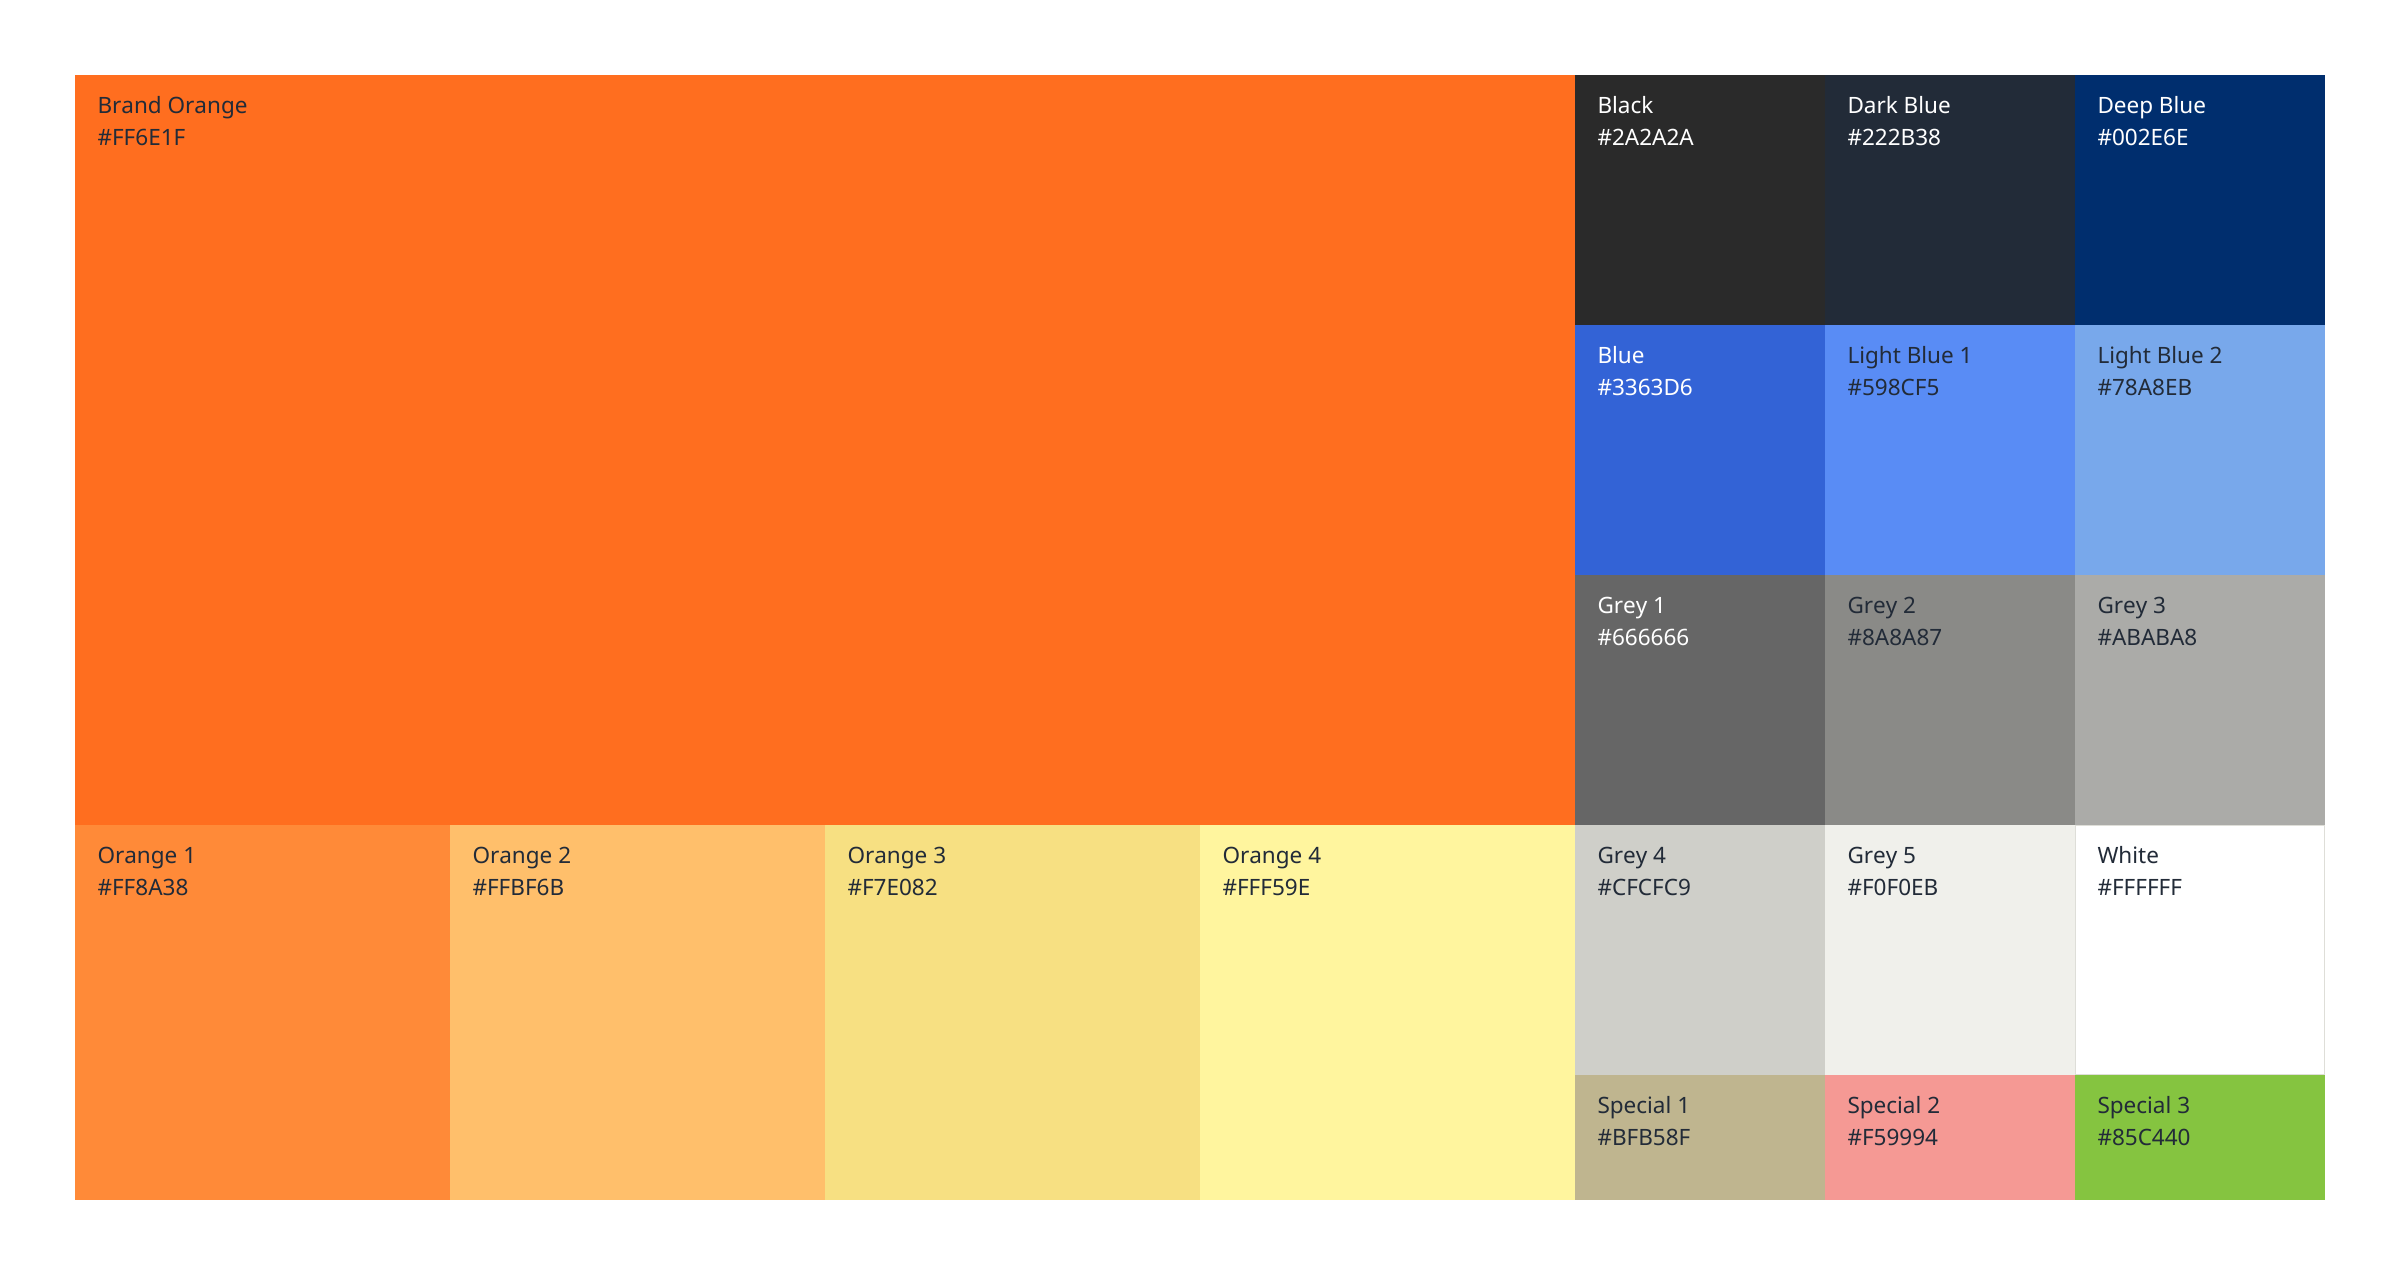 Brand Orange
#FF6E1F
Black
#2A2A2A
Dark Blue
#222B38
Deep Blue
#002E6E
Blue
#3363D6
Light Blue 1
#598CF5
Light Blue 2
#78A8EB
Grey 1
#666666
Grey 2
#8A8A87
Grey 3
#ABABA8
Orange 1
#FF8A38
Orange 2
#FFBF6B
Orange 3
#F7E082
Orange 4
#FFF59E
Grey 4
#CFCFC9
Grey 5
#F0F0EB
White
#FFFFFF
Special 1
#BFB58F
Special 2
#F59994
Special 3
#85C440